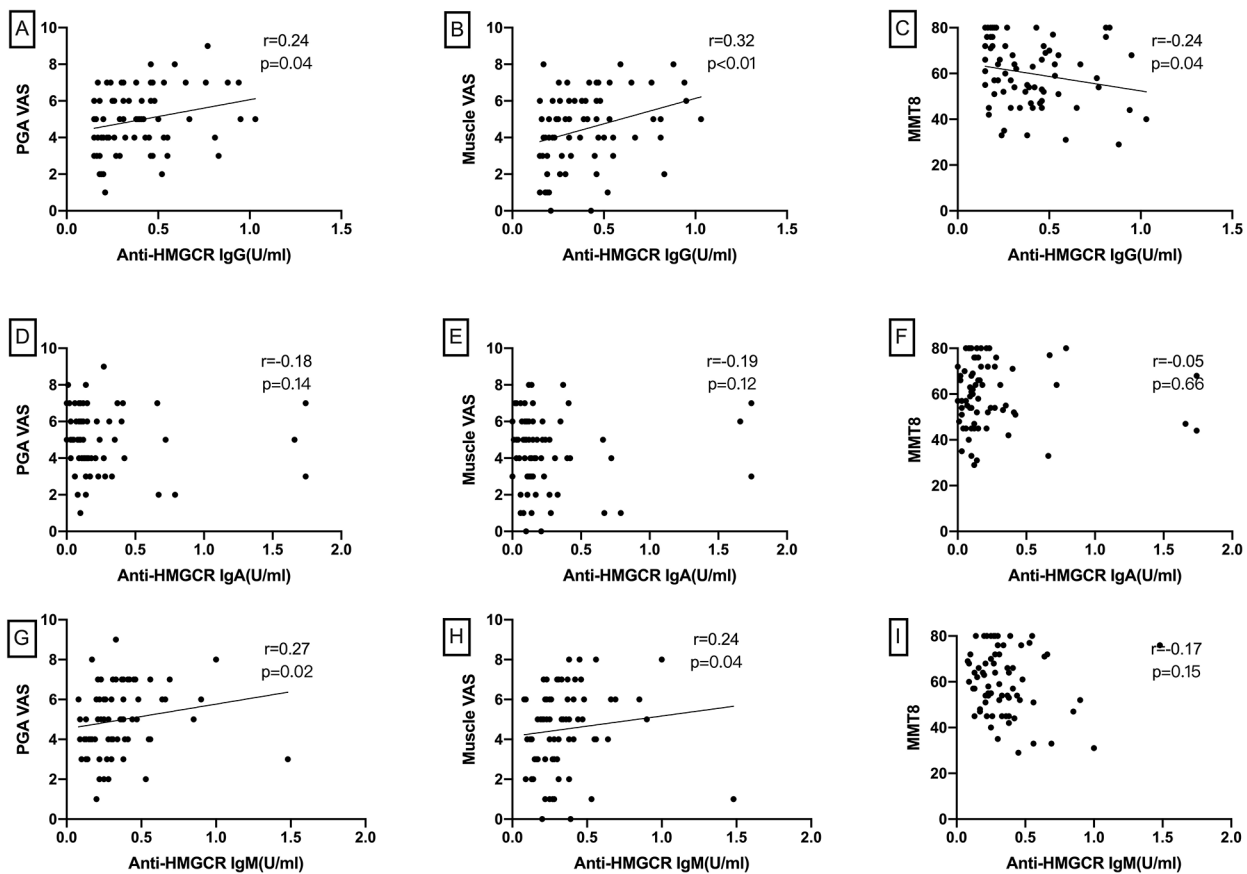 A
10
8
6
4
2
0
PGA VAS
r=0.24
p=0.04
0.0 0.5 1.0 1.5
Anti-HMGCR IgG(U/ml)
B
10
8
6
4
2
0
Muscle VAS
r=0.32
p<0.01
0.0 0.5 1.0 1.5
Anti-HMGCR IgG(U/ml)
C
80
60
40
20
0
MMT8
r=-0.24
p=0.04
0.0 0.5 1.0 1.5
Anti-HMGCR IgG(U/ml)
D
10
8
6
4
2
0
PGA VAS
r=-0.18
p=0.14
0.0 0.5 1.0 1.5 2.0
Anti-HMGCR IgA(U/ml)
E
10
8
6
4
2
0
Muscle VAS
r=-0.19
p=0.12
0.0 0.5 1.0 1.5 2.0
Anti-HMGCR IgA(U/ml)
F
80
60
40
20
0
MMT8
r=-0.05
p=0.66
0.0 0.5 1.0 1.5 2.0
Anti-HMGCR IgA(U/ml)
G
10
8
6
4
2
0
PGA VAS
r=0.27
p=0.02
0.0 0.5 1.0 1.5 2.0
Anti-HMGCR IgM(U/ml)
H
10
8
6
4
2
0
Muscle VAS
r=0.24
p=0.04
0.0 0.5 1.0 1.5 2.0
Anti-HMGCR IgM(U/ml)
I
80
60
40
20
0
MMT8
r=-0.17
p=0.15
0.0 0.5 1.0 1.5 2.0
Anti-HMGCR IgM(U/ml)